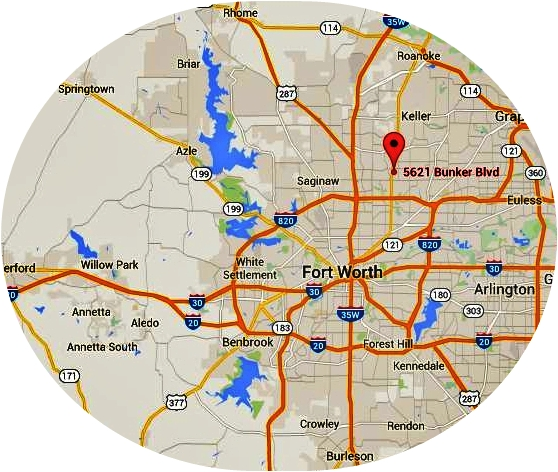 Rhome
35W
114
Roanoke
Briar
287
Springtown
114
Keller
Grap
121
Azle
199
5621 Bunker Blvd
360
Saginaw
199
820
Euless
121
820
erford
Willow Park
White
Settlement
Fort Worth
30
30
30
180
Arlington
G
303
Annetta
Aledo
20
35W
183
Benbrook
20
Forest Hill
20
Annetta South
Kennedale
171
377
287
Crowley
Rendon
Burleson